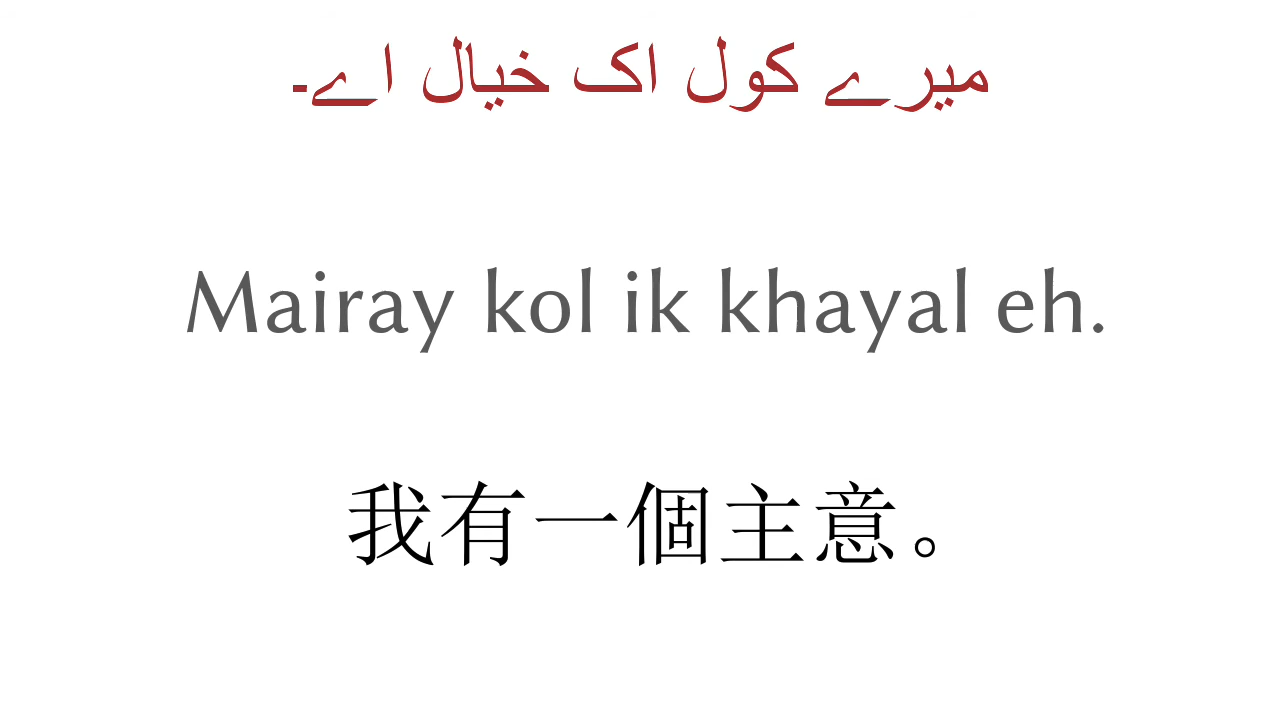 میرے کول اک خیال اے۔
Mairay kol ik khayal eh.
我有一個主意。